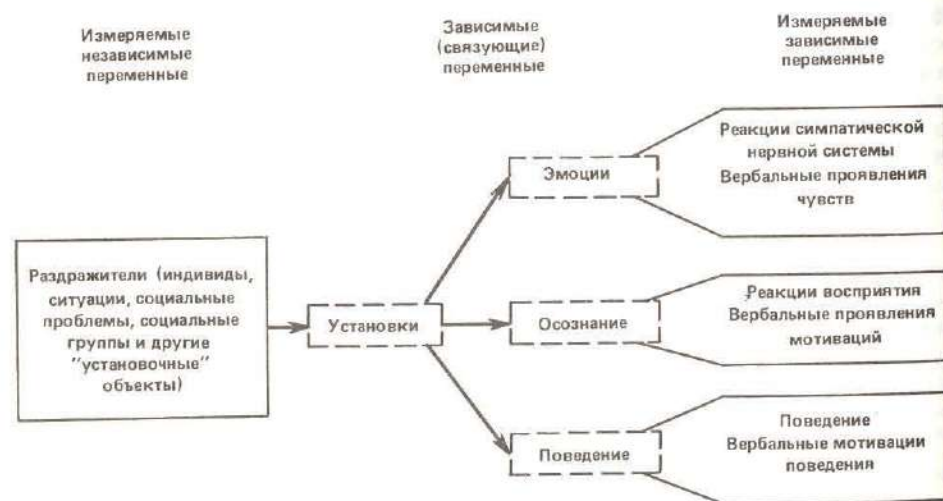 Измеряемые
независимые
переменные
Зависимые
(связующие)
переменные
Измеряемые
зависимые
переменные
Раздражители (индивиды,
ситуации, социальные
проблемы, социальные
группы и другие
"установочные"
объекты)
Установки
Эмоции
Реакции симпатической
нервной системы
Вербальные проявления
чувств
Осознание
Реакции восприятия
Вербальные проявления
мотиваций
Поведение
Поведение
Вербальные мотивации
поведения